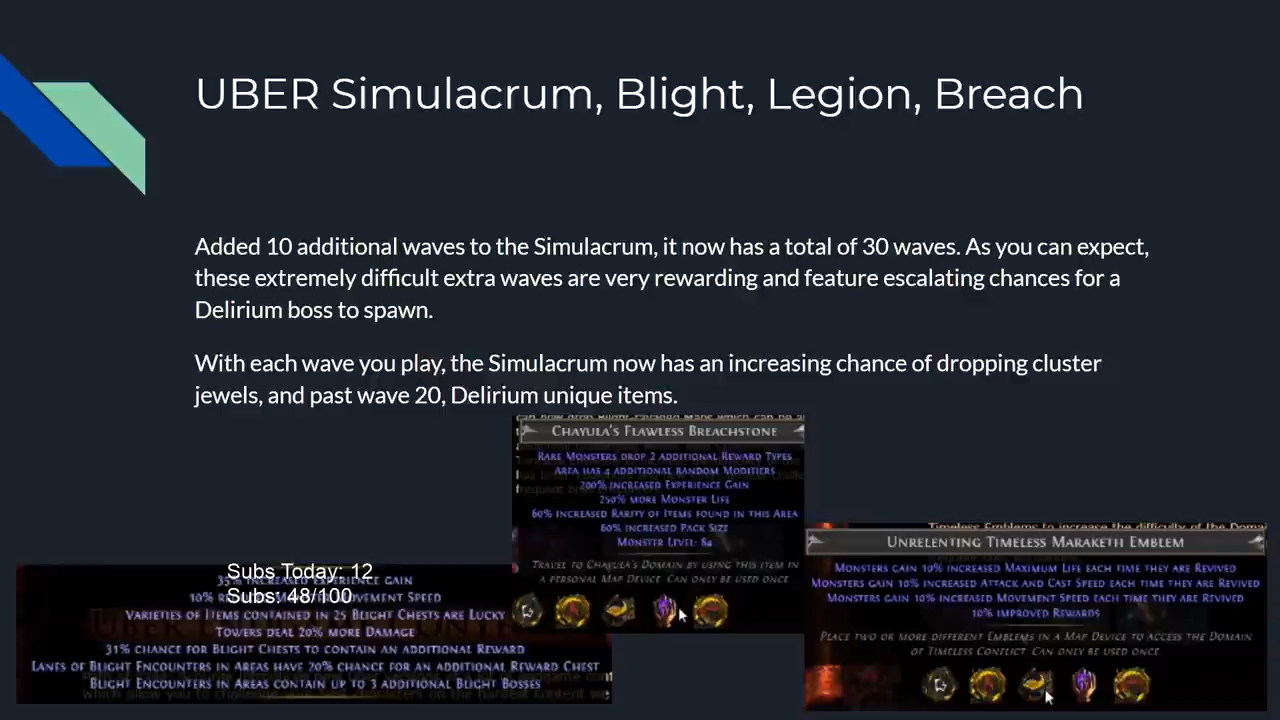 UBER Simulacrum, Blight, Legion, Breach
Added 10 additional waves to the Simulacrum, it now has a total of 30 waves. As you can expect,
these extremely difficult extra waves are very rewarding and feature escalating chances for a
Delirium boss to spawn.
With each wave you play, the Simulacrum now has an increasing chance of dropping cluster
jewels, and past wave 20, Delirium unique items.
Chayula's Flawless Breachstone
Rare Monsters drop 2 additional Reward Types
Area has 4 additional random Modifiers
200% increased Experience Gain
250% more Monster Life
60% increased Rarity of Items found in this Area
60% increased Pack Size
Monster Level: 84
Travel to Chayula's Domain by using this item in
a personal Map Device. Can only be used once
Timeless Emblems to increase the difficulty of the
Unrelenting Timeless Maraketh Emblem
Monsters gain 10% increased Maximum Life each time they are Revived
Monsters gain 10% increased Attack and Cast Speed each time they are Revived
Monsters gain 10% increased Movement Speed each time they are Revived
10% improved Rewards
Place two or more different Emblems in a Map Device to access the Domain
of Timeless Conflict. Can only be used once.
Subs Today: 12
35% increased Experience gain
Subs: 48/100
10% Movement Speed
Varieties of Items contained in 25 Blight Chests are Lucky
Towers deal 20% more Damage
31% chance for Blight Chests to contain an additional Reward
Lanes of Blight Encounters in Areas have 20% chance for an additional Reward Chest
Blight Encounters in Areas contain up to 3 additional Blight Bosses